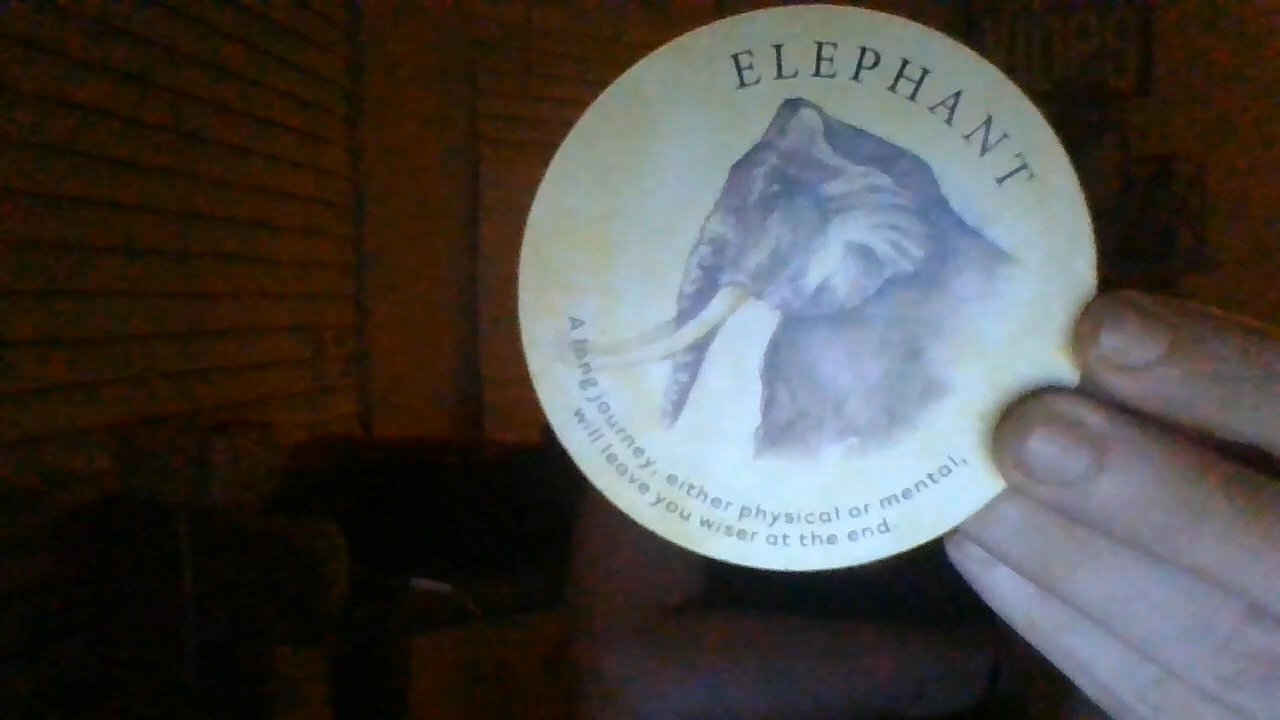 ELEPHANT
A long journey, either physical or mental,
will leave you wiser at the end.